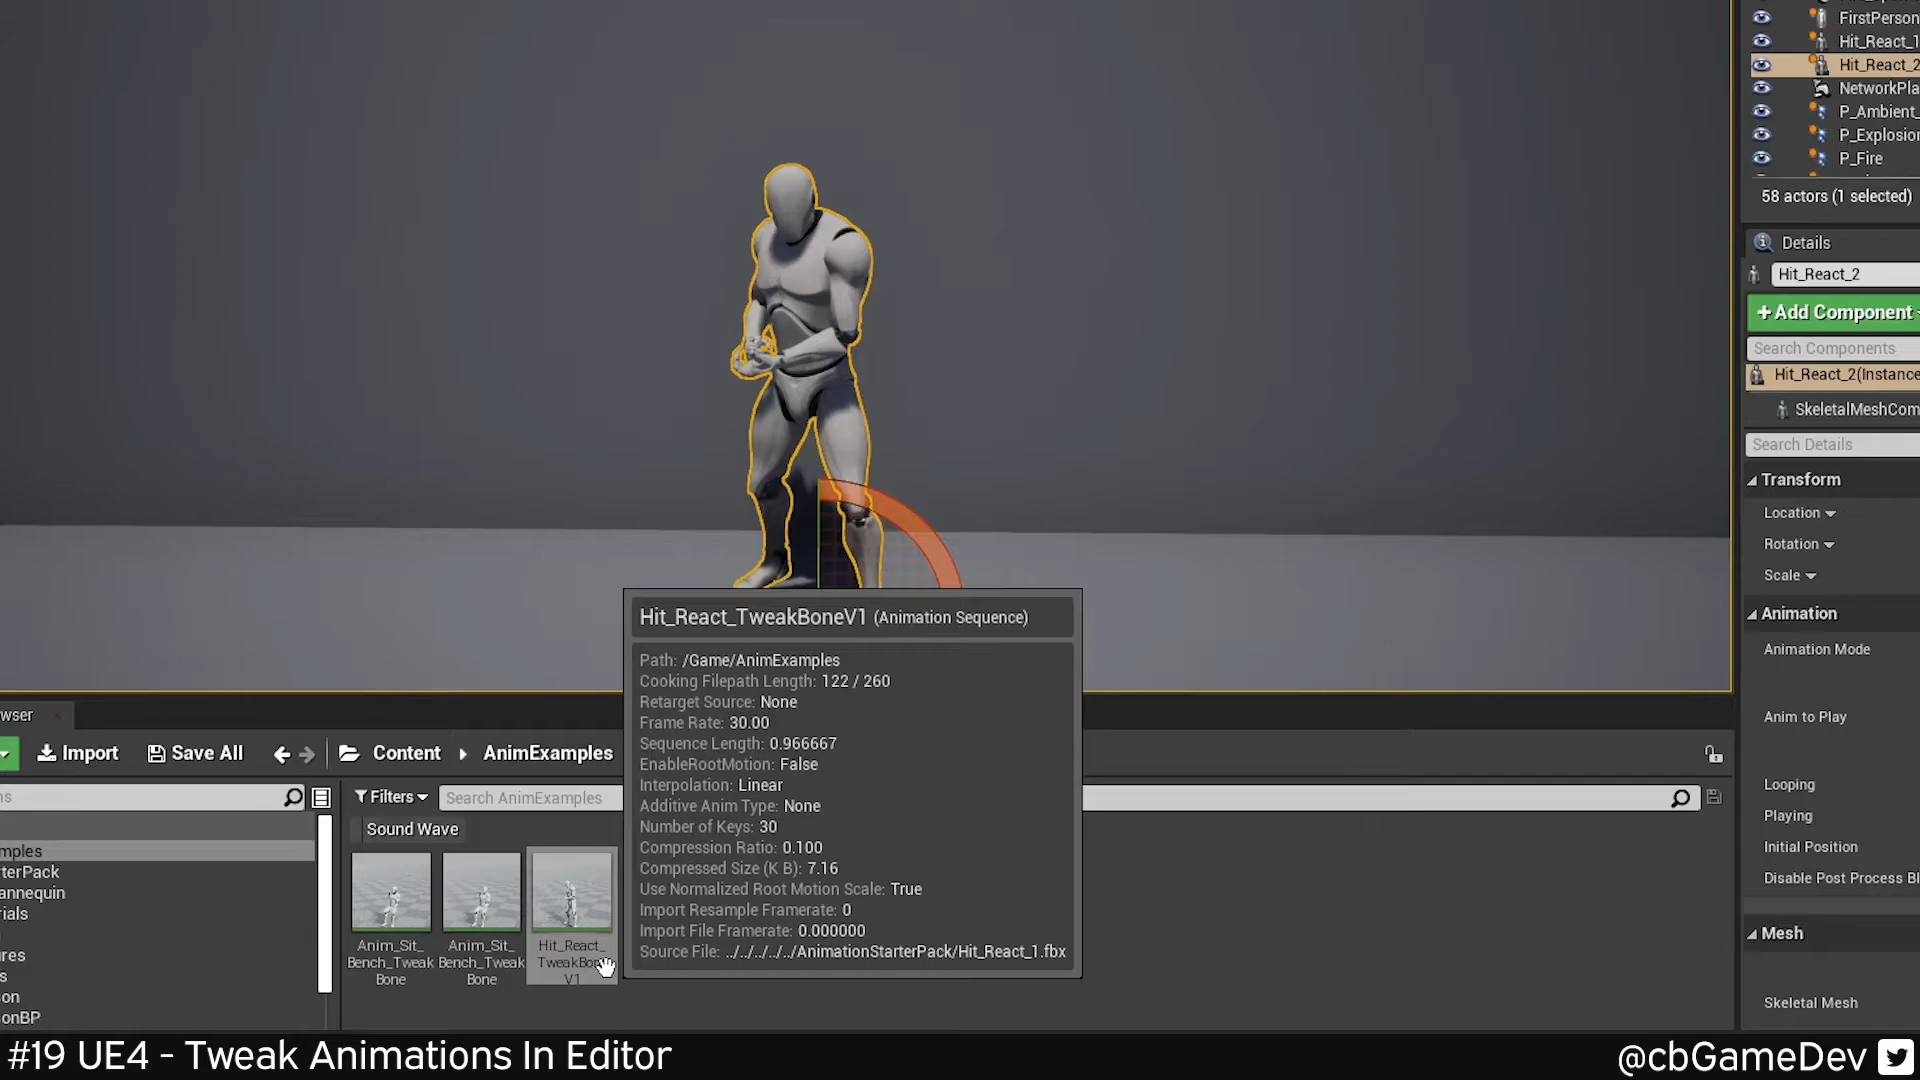 FirstPerson
Hit_React_1
Hit_React_2
NetworkPla
P_Ambient_
P_Explosion
P_Fire
58 actors (1 selected)
Details
Hit_React_2
+ Add Component
Search Components
Hit_React_2(Instance
SkeletalMeshCom
Search Details
Transform
Location
Rotation
Scale
Animation
Animation Mode
Anim to Play
Looping
Playing
Initial Position
Disable Post Process Bl
Mesh
Skeletal Mesh
Hit_React_TweakBoneV1 (Animation Sequence)
Path: /Game/AnimExamples
Cooking Filepath Length: 122 / 260
Retarget Source: None
Frame Rate: 30.00
Sequence Length: 0.966667
EnableRootMotion: False
Interpolation: Linear
Additive Anim Type: None
Number of Keys: 30
Compression Ratio: 0.100
Compressed Size (K B): 7.16
Use Normalized Root Motion Scale: True
Import Resample Framerate: 0
Import File Framerate: 0.000000
Source File: ../../../../../AnimationStarterPack/Hit_React_1.fbx
wser
Import Save All Content AnimExamples
ns
Filters Search AnimExamples
Sound Wave
mples
terPack
annequin
rials
res
s
on
onBP
Anim_Sit_
Bench_Tweak
Bone
Anim_Sit_
Bench_Tweak
Bone
Hit_React_
V1
#19 UE4 - Tweak Animations In Editor
@cbGameDev